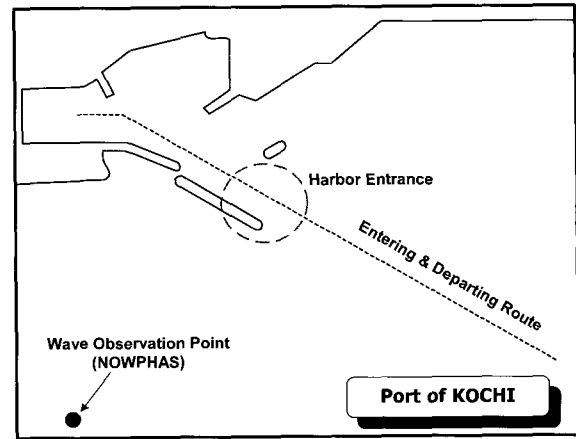 Harbor Entrance
Entering & Departing Route
Wave Observation Point
(NOWPHAS)
Port of KOCHI